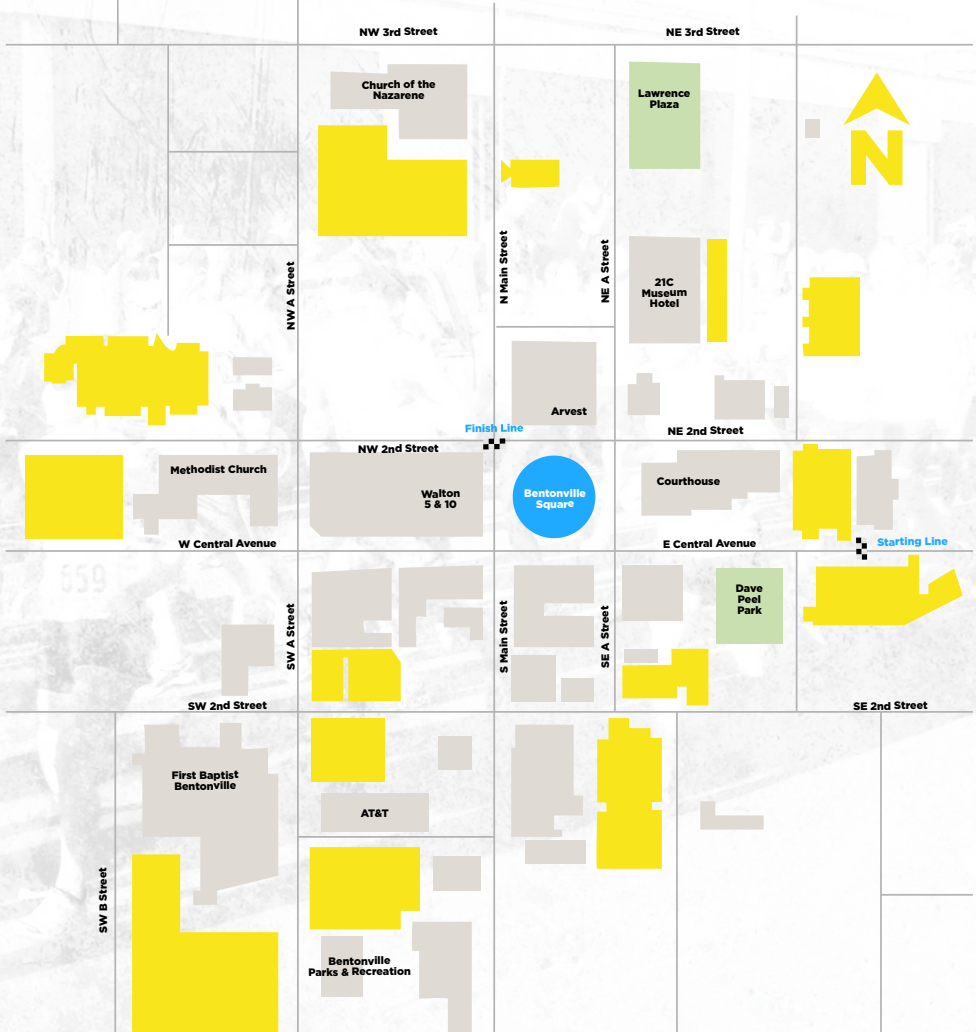 NW 3rd Street
NE 3rd Street
Church of the
Nazarene
Lawrence
Plaza
N
NW A Street
N Main Street
NE A Street
21C
Museum
Hotel
Arvest
Finish Line
NE 2nd Street
NW 2nd Street
Methodist Church
Walton
5 & 10
Bentonville
Square
Courthouse
W Central Avenue
E Central Avenue
Starting Line
659
Dave
Peel
Park
SW A Street
S Main Street
SE A Street
SW 2nd Street
SE 2nd Street
First Baptist
Bentonville
AT&T
SW B Street
Bentonville
Parks & Recreation